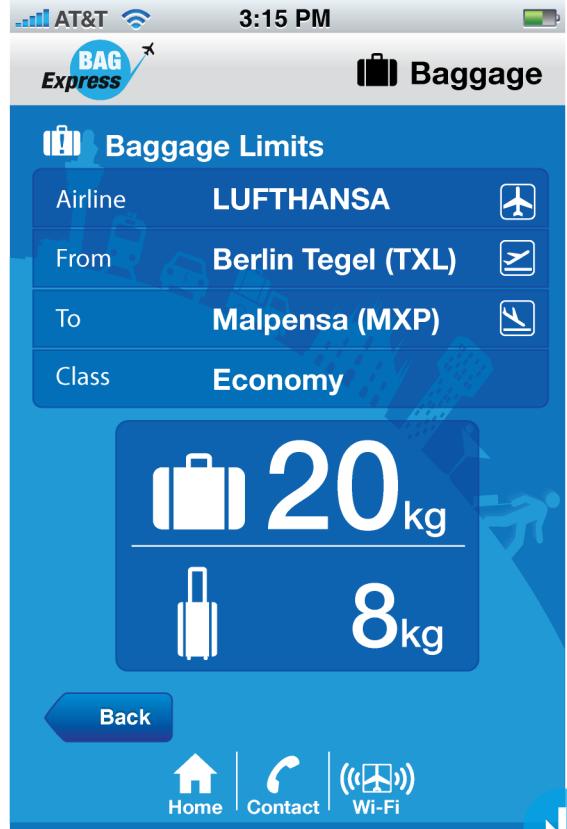 AT&T 3:15 PM
BAG
Express
Baggage
Baggage Limits
Airline LUFTHANSA
From Berlin Tegel (TXL)
To Malpensa (MXP)
Class Economy
20kg
8kg
Back
Home Contact Wi-Fi